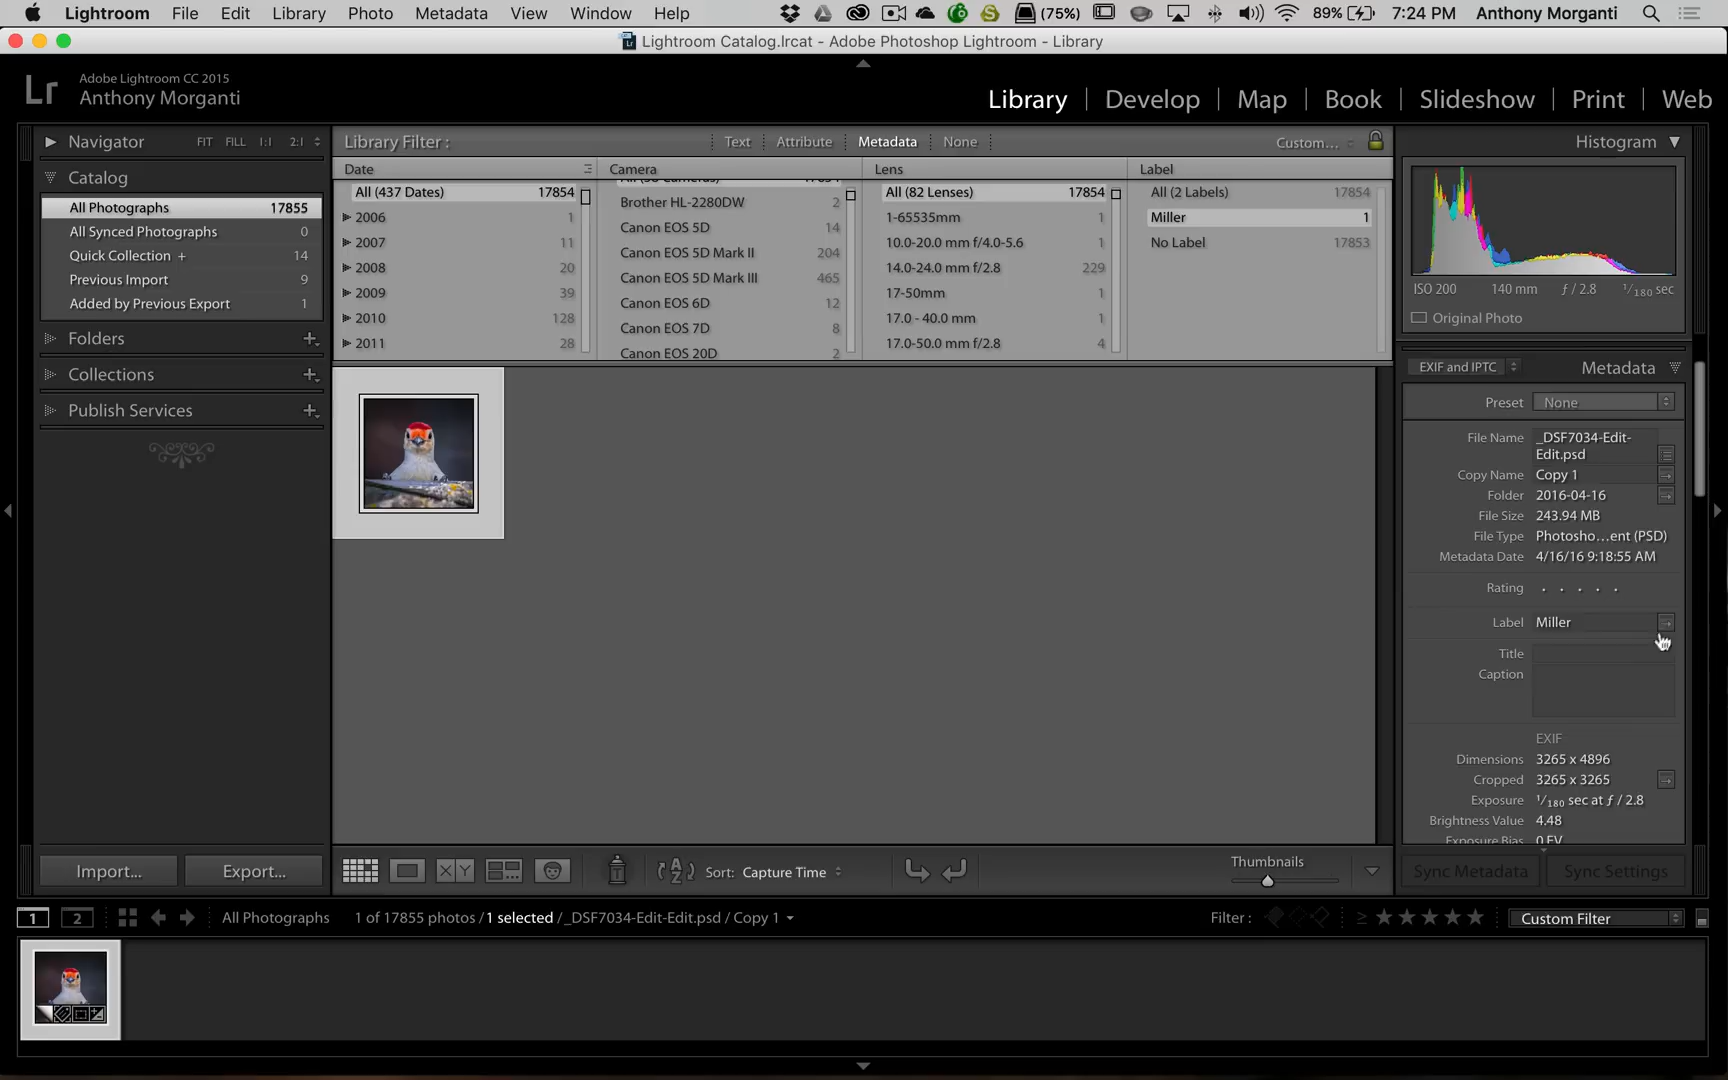 Lightroom File Edit Library Photo Metadata View Window Help (75%) 89% 7:24 PM Anthony Morganti
Lightroom Catalog.lrcat - Adobe Photoshop Lightroom - Library
Lr
Adobe Lightroom CC 2015
Anthony Morganti
Library | Develop | Map | Book | Slideshow | Print | Web
Navigator FIT FILL 1:1 2:1
Catalog
All Photographs 17855
All Synced Photographs 0
Quick Collection + 14
Previous Import 9
Added by Previous Export 1
Folders
Collections
Publish Services
Import...
Export...
Library Filter : Text Attribute Metadata None Custom...
Date
All (437 Dates) 17854
2006 1
2007 11
2008 20
2009 39
2010 128
2011 28
Camera
Brother HL-2280DW 2
Canon EOS 5D 14
Canon EOS 5D Mark II 204
Canon EOS 5D Mark III 465
Canon EOS 6D 12
Canon EOS 7D 8
Canon EOS 20D 2
Lens
All (82 Lenses) 17854
1-65535mm 1
10.0-20.0 mm f/4.0-5.6 1
14.0-24.0 mm f/2.8 229
17-50mm 1
17.0 - 40.0 mm 1
17.0-50.0 mm f/2.8 4
Label
All (2 Labels) 17854
Miller 1
No Label 17853
Histogram
ISO 200 140 mm ƒ / 2.8 1/180 sec
Original Photo
EXIF and IPTC Metadata
Preset None
File Name _DSF7034-Edit-
Edit.psd
Copy Name Copy 1
Folder 2016-04-16
File Size 243.94 MB
File Type Photosho...ent (PSD)
Metadata Date 4/16/16 9:18:55 AM
Rating . . . . .
Label Miller
Title
Caption
EXIF
Dimensions 3265 x 4896
Cropped 3265 x 3265
Exposure 1/180 sec at ƒ / 2.8
Brightness Value 4.48
Exposure Bias 0 EV
Sync Metadata Sync Settings
X Y
Sort: Capture Time
Thumbnails
1 2 All Photographs 1 of 17855 photos / 1 selected / _DSF7034-Edit-Edit.psd / Copy 1
Filter : ≥ ★ ★ ★ ★ ★ Custom Filter